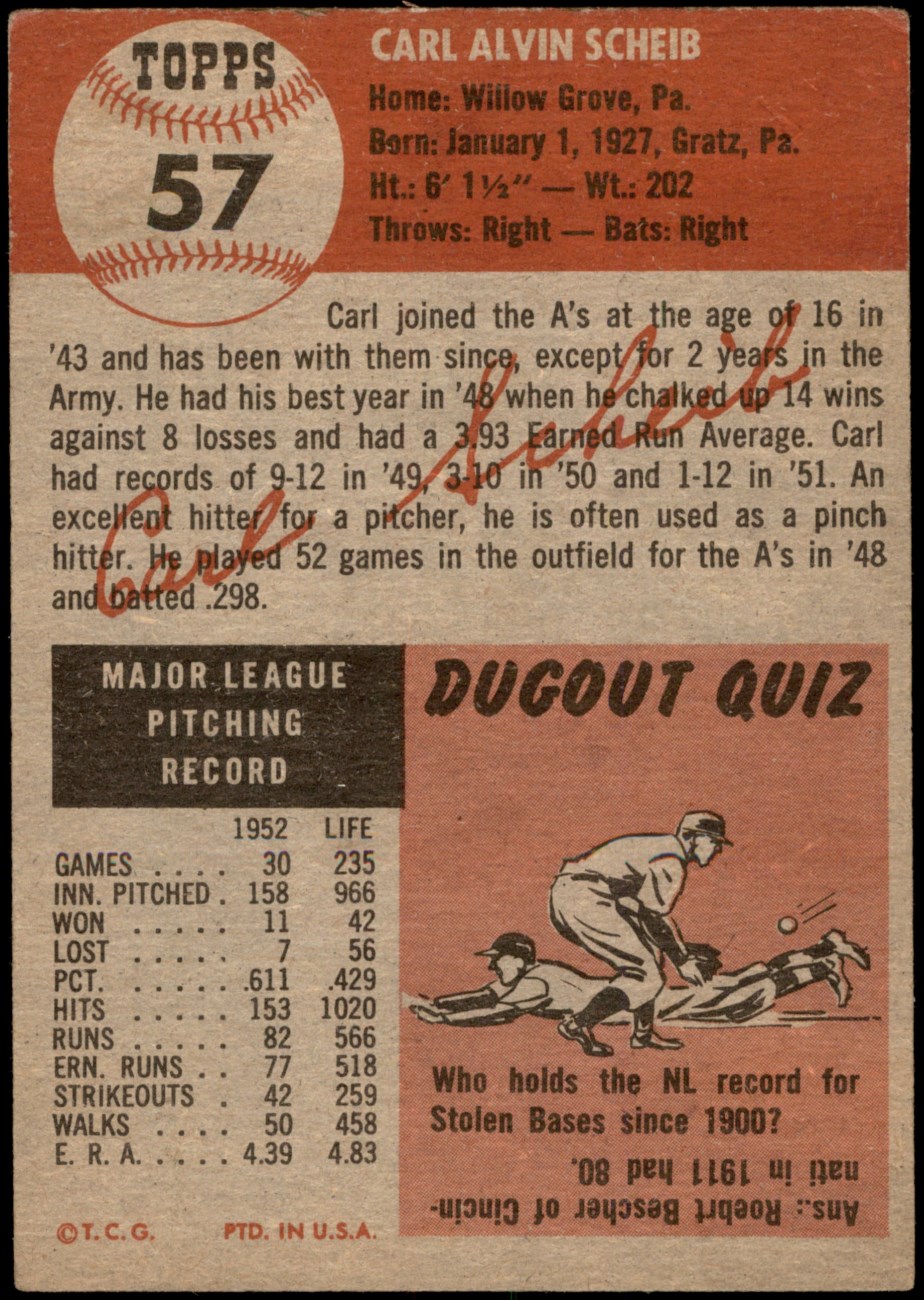 TOPPS
57
CARL ALVIN SCHEIB
Home: Willow Grove, Pa.
Born: January 1, 1927, Gratz, Pa.
Ht.: 6' 1½" — Wt.: 202
Throws: Right — Bats: Right
Carl joined the A's at the age of 16 in
'43 and has been with them since, except for 2 years in the
Army. He had his best year in '48 when he chalked up 14 wins
against 8 losses and had a 3.93 Earned Run Average. Carl
had records of 9-12 in '49, 3-10 in '50 and 1-12 in '51. An
excellent hitter for a pitcher, he is often used as a pinch
hitter. He played 52 games in the outfield for the A's in '48
and batted .298.
Carl Scheib
MAJOR LEAGUE
PITCHING
RECORD
1952 LIFE
GAMES . . . . 30 235
INN. PITCHED . 158 966
WON . . . . . 11 42
LOST . . . . . 7 56
PCT. . . . . . .611 .429
HITS . . . . . 153 1020
RUNS . . . . . 82 566
ERN. RUNS . . 77 518
STRIKEOUTS . 42 259
WALKS . . . . 50 458
E. R. A. . . . . 4.39 4.83
©T.C.G. PTD. IN U.S.A.
DUGOUT QUIZ
Who holds the NL record for
Stolen Bases since 1900?
Ans.: Roebrt Bescher of Cincin-
nati in 1911 had 80.